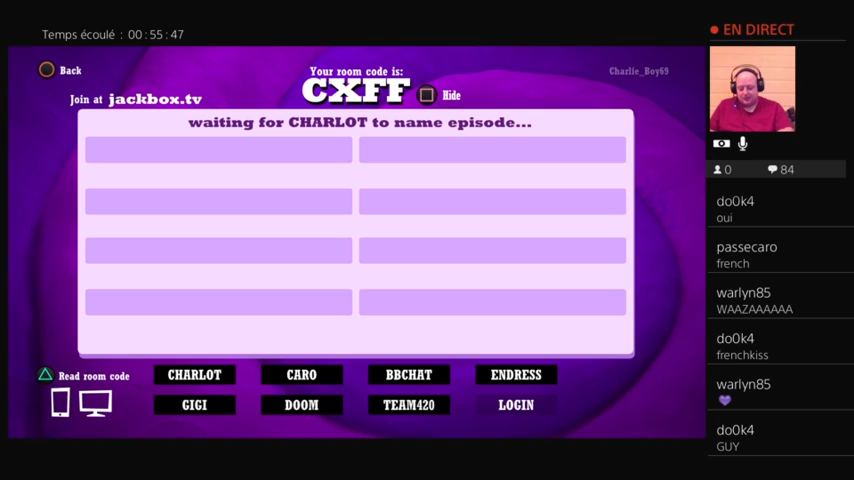 Temps écoulé : 00:55:47
EN DIRECT
Back
Your room code is:
Charlie_Boy69
Join at jackbox.tv
CXFF
Hide
waiting for CHARLOT to name episode...
Read room code
CHARLOT
CARO
BBCHAT
ENDRESS
GIGI
DOOM
TEAM420
LOGIN
0
84
do0k4
oui
passecaro
french
warlyn85
WAAZAAAAAA
do0k4
frenchkiss
warlyn85
💜
do0k4
GUY